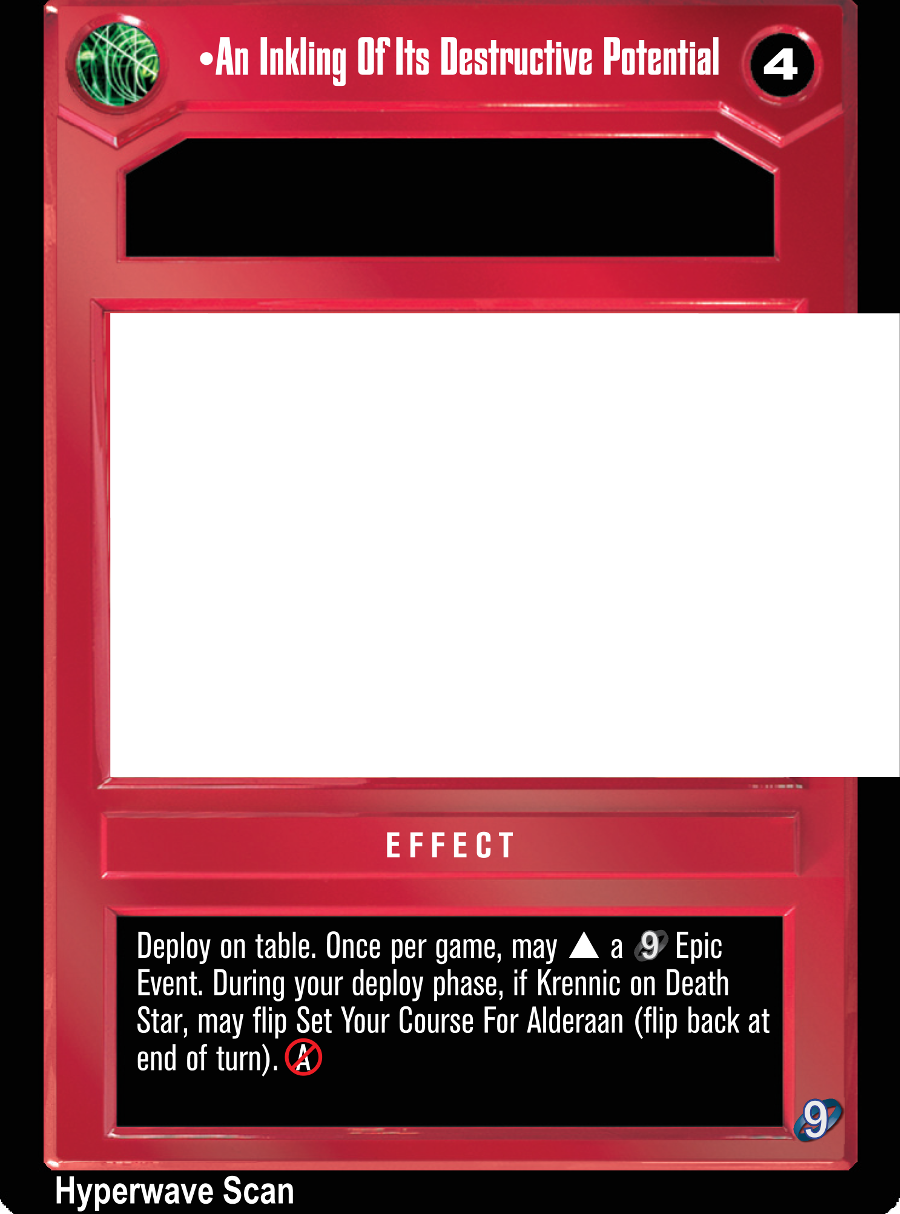 •An Inkling Of Its Destructive Potential
4
EFFECT
Deploy on table. Once per game, may ▲ a 9 Epic
Event. During your deploy phase, if Krennic on Death
Star, may flip Set Your Course For Alderaan (flip back at
end of turn). A
9
Hyperwave Scan